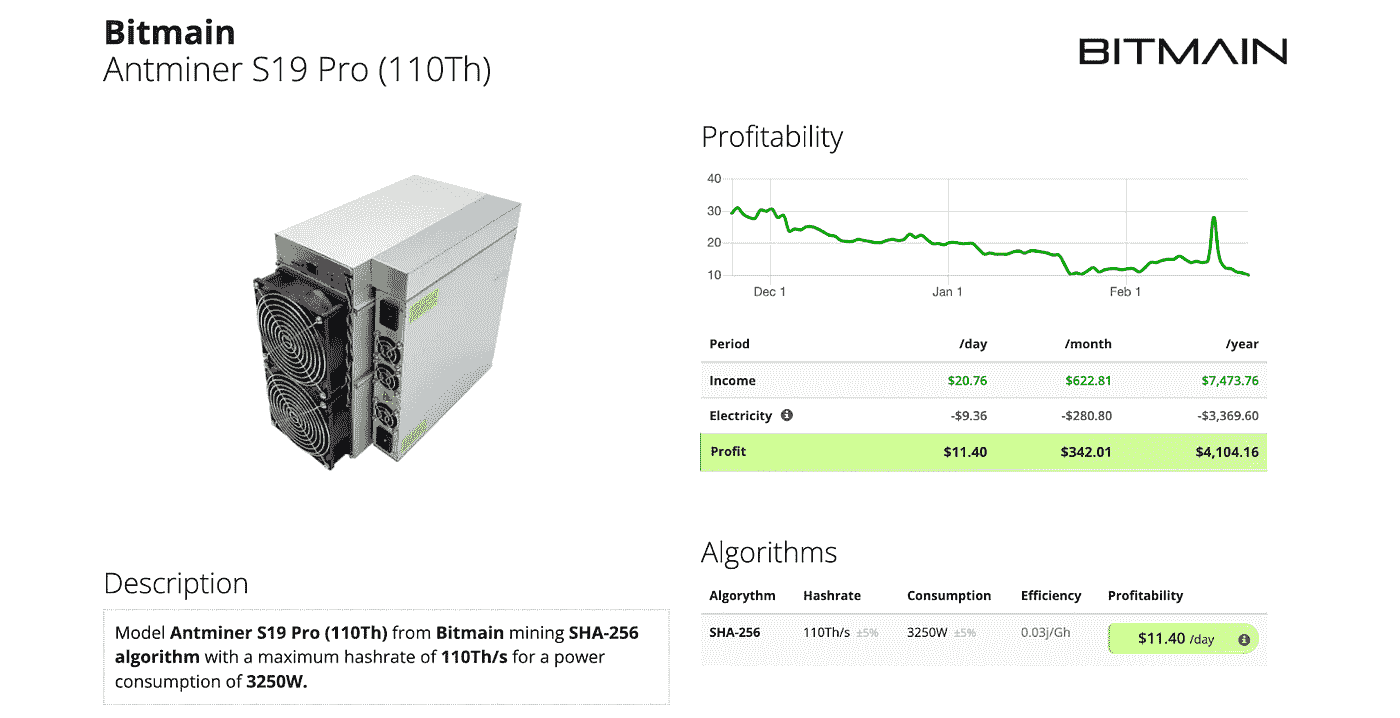 Bitmain
Antminer S19 Pro (110Th)
BITMAIN
Profitability
40
30
20
10
Dec 1
Jan 1
Feb 1
Period /day /month /year
Income $20.76 $622.81 $7,473.76
Electricity -$9.36 -$280.80 -$3,369.60
Profit $11.40 $342.01 $4,104.16
Description
Model Antminer S19 Pro (110Th) from Bitmain mining SHA-256
algorithm with a maximum hashrate of 110Th/s for a power
consumption of 3250W.
Algorithms
Algorythm Hashrate Consumption Efficiency Profitability
SHA-256 110Th/s ±5% 3250W ±5% 0.03j/Gh $11.40 /day